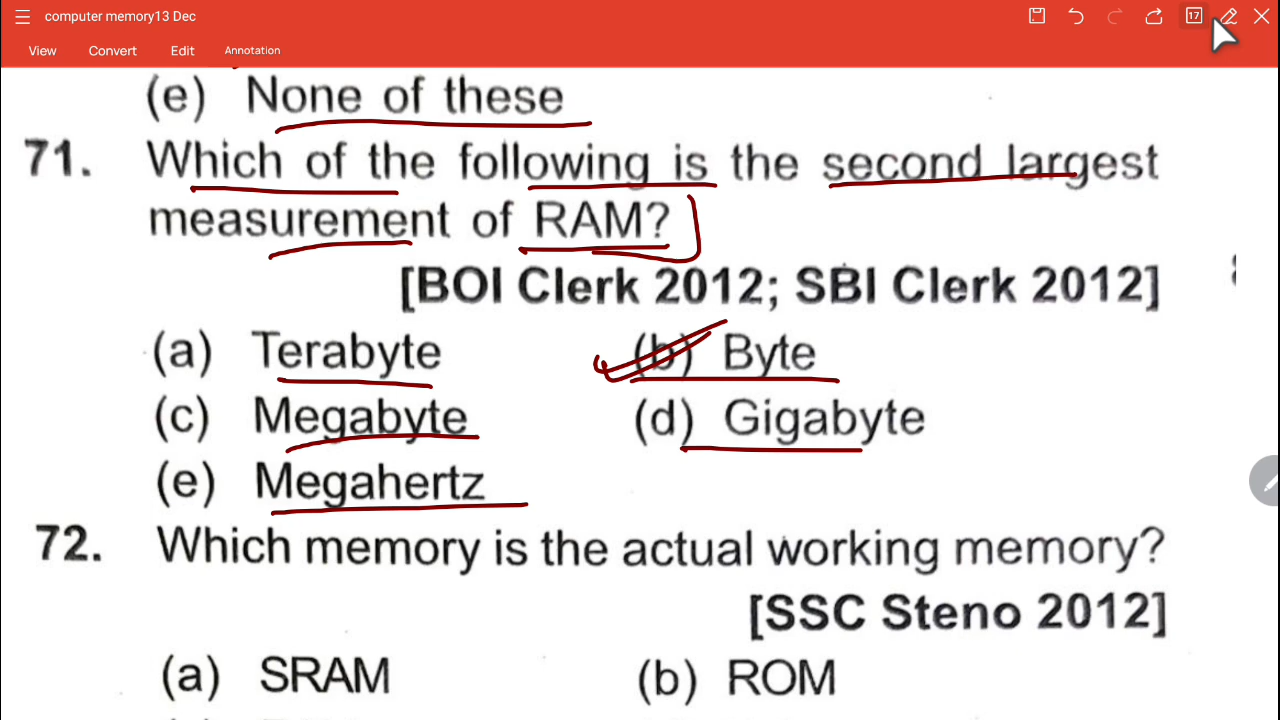 computer memory13 Dec
17
View Convert Edit Annotation
(e) None of these
71. Which of the following is the second largest
measurement of RAM?
[BOI Clerk 2012; SBI Clerk 2012]
(a) Terabyte (b) Byte
(c) Megabyte (d) Gigabyte
(e) Megahertz
72. Which memory is the actual working memory?
[SSC Steno 2012]
(a) SRAM (b) ROM